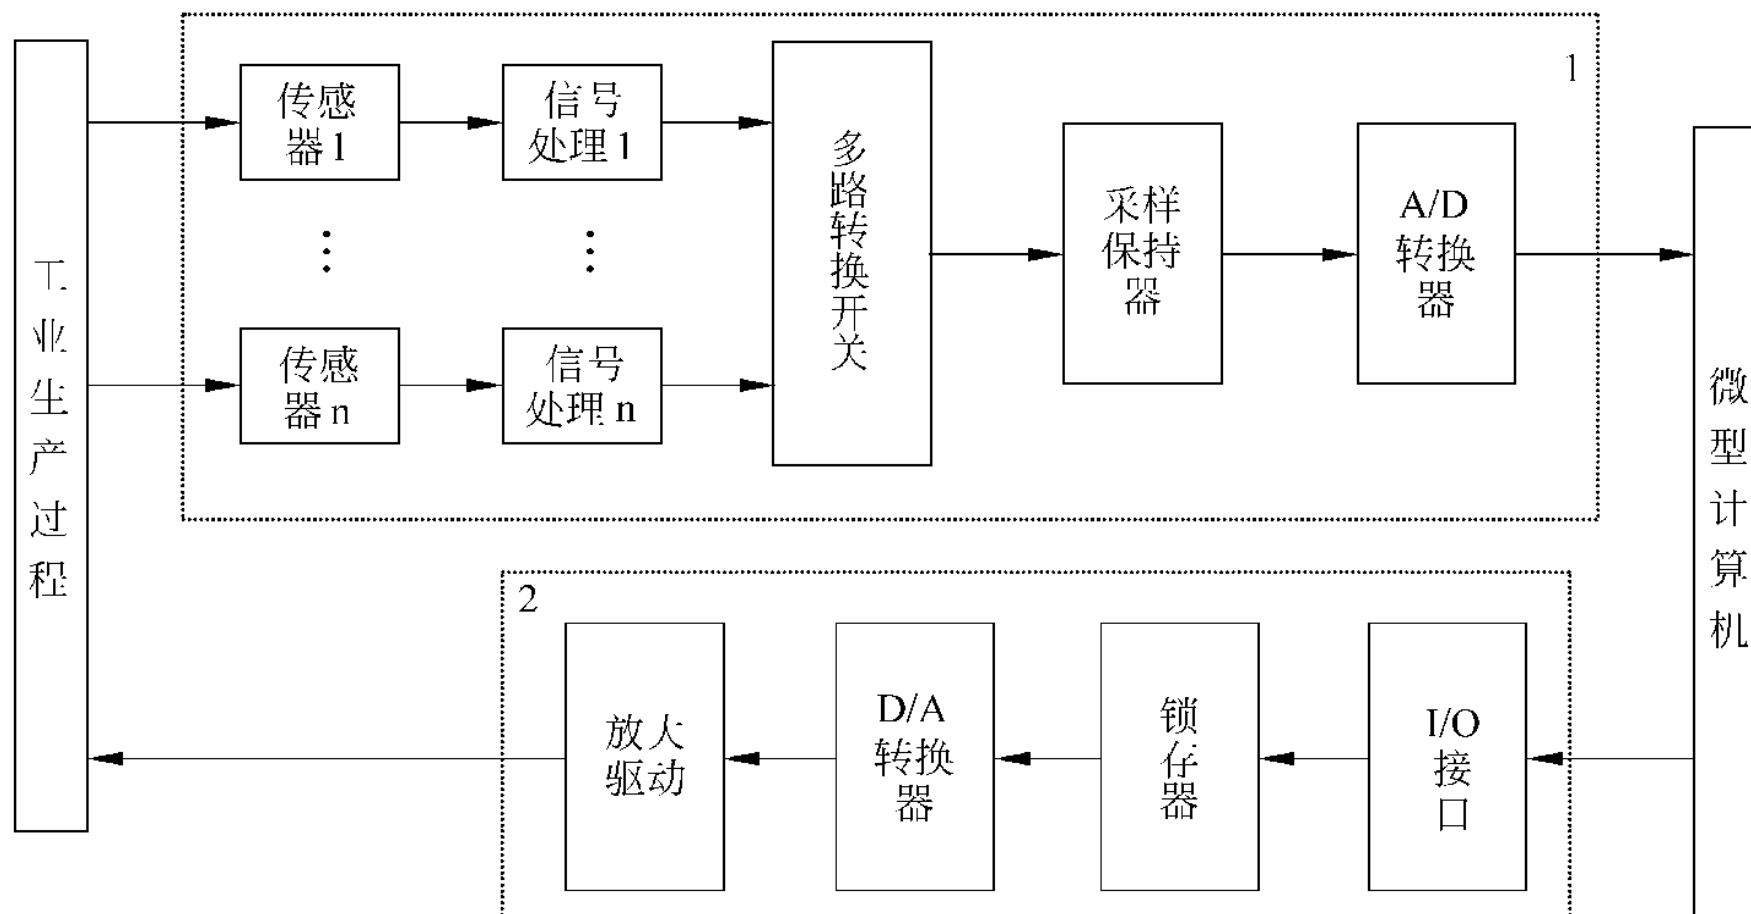 工业生产过程
传感
器1
信号
处理1
传感
器n
信号
处理n
多路转换开关
采样
保持
器
A/D
转换
器
1
微型计算机
2
放大
驱动
D/A
转换
器
锁
存
器
I/O
接
口